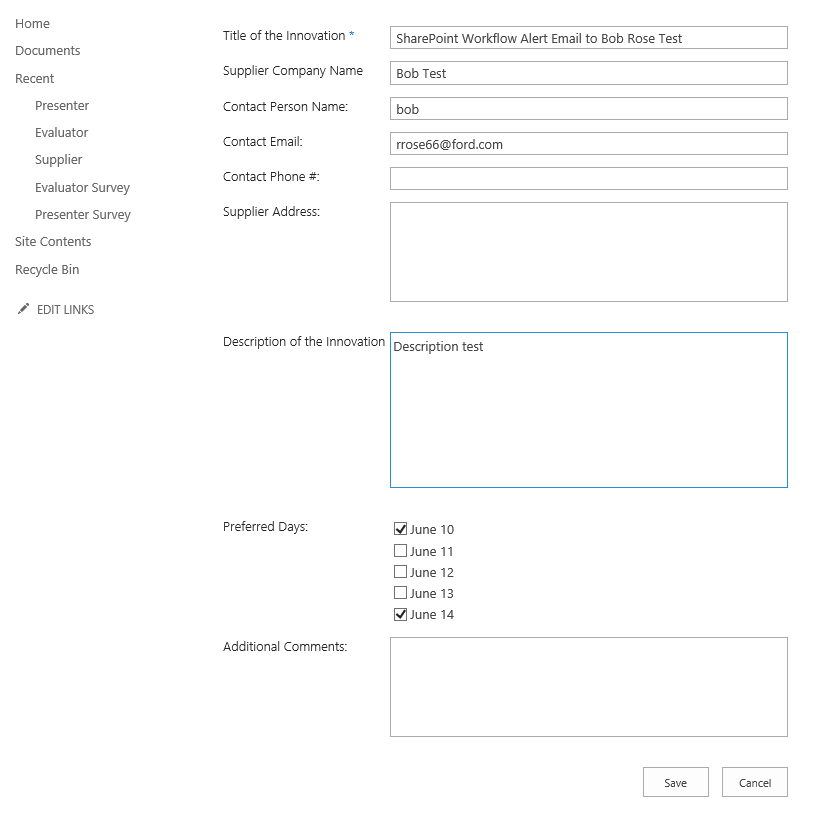 Home
Documents
Recent
Presenter
Evaluator
Supplier
Evaluator Survey
Presenter Survey
Site Contents
Recycle Bin
EDIT LINKS
Title of the Innovation * SharePoint Workflow Alert Email to Bob Rose Test
Supplier Company Name Bob Test
Contact Person Name: bob
Contact Email: rrose66@ford.com
Contact Phone #:
Supplier Address:
Description of the Innovation Description test
Preferred Days: June 10
June 11
June 12
June 13
June 14
Additional Comments:
Save Cancel